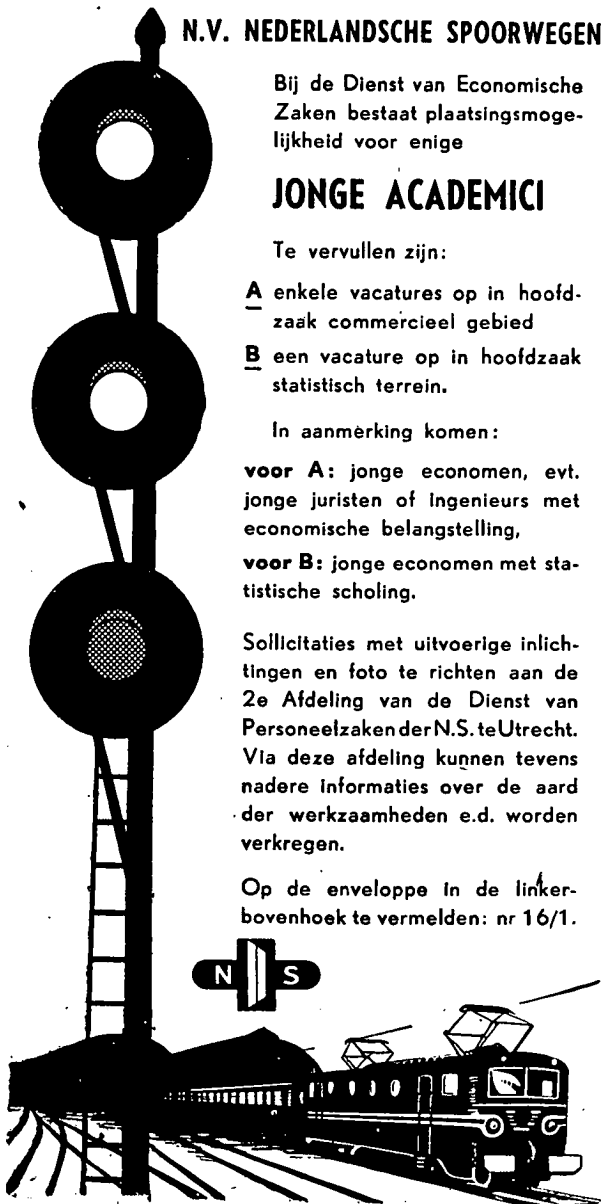 N.V. NEDERLANDSCHE SPOORWEGEN
Bij de Dienst van Economische
Zaken bestaat plaatsingsmoge-
lijkheid voor enige
JONGE ACADEMICI
Te vervullen zijn:
A enkele vacatures op in hoofd-
zaak commercieel gebied
B een vacature op in hoofdzaak
statistisch terrein.
In aanmerking komen:
voor A: jonge economen, evt.
jonge juristen of ingenieurs met
economische belangstelling,
voor B: jonge economen met sta-
tistische scholing.
Sollicitaties met uitvoerige inlich-
tingen en foto te richten aan de
2e Afdeling van de Dienst van
Personeelzaken der N.S. te Utrecht.
Via deze afdeling kunnen tevens
nadere informaties over de aard
der werkzaamheden e.d. worden
verkregen.
Op de enveloppe in de linker-
bovenhoek te vermelden: nr 16/1.
N S